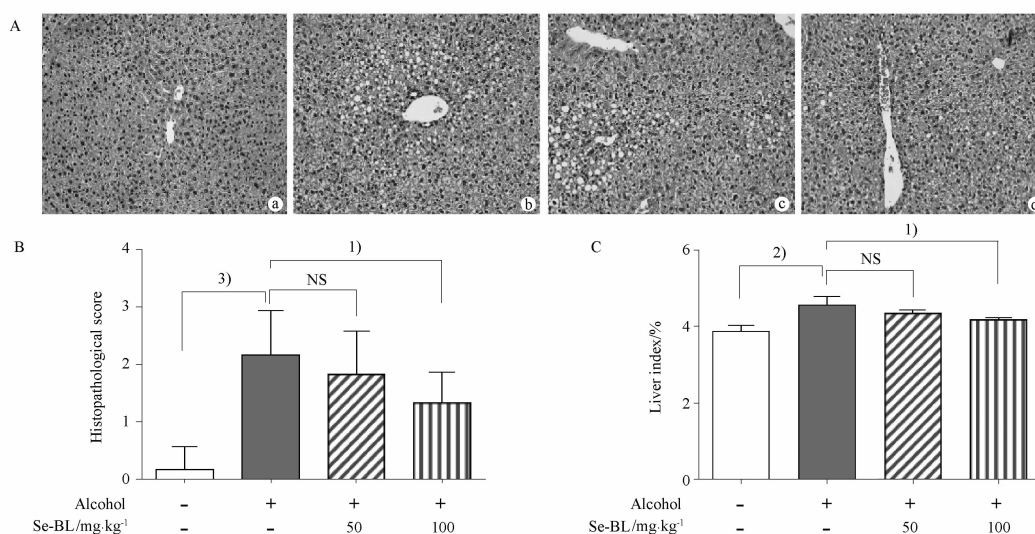 A
a
b
c
d
B
4
3
2
1
0
Histopathological score
3)
NS
1)
Alcohol - + + +
Se-BL/mg·kg⁻¹ - - 50 100
C
6
4
2
0
Liver index/%
2)
NS
1)
Alcohol - + + +
Se-BL/mg·kg⁻¹ - - 50 100